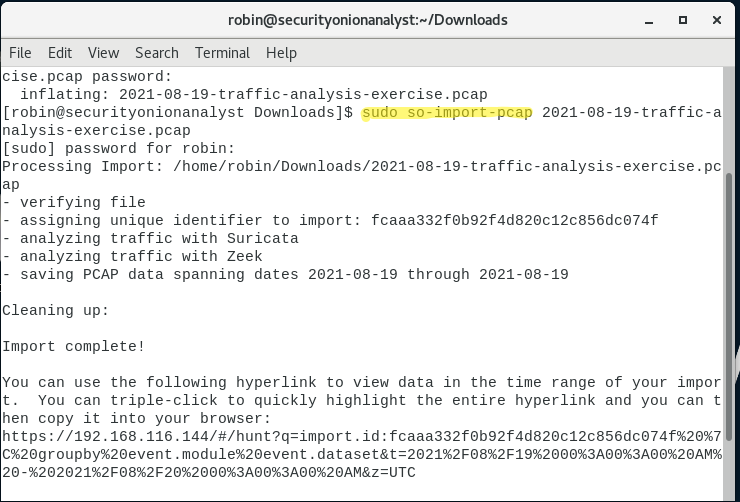 robin@securityonionanalyst:~/Downloads
File Edit View Search Terminal Help
cise.pcap password:
  inflating: 2021-08-19-traffic-analysis-exercise.pcap
[robin@securityonionanalyst Downloads]$ sudo so-import-pcap 2021-08-19-traffic-a
nalysis-exercise.pcap
[sudo] password for robin:
Processing Import: /home/robin/Downloads/2021-08-19-traffic-analysis-exercise.pc
ap
- verifying file
- assigning unique identifier to import: fcaaa332f0b92f4d820c12c856dc074f
- analyzing traffic with Suricata
- analyzing traffic with Zeek
- saving PCAP data spanning dates 2021-08-19 through 2021-08-19
Cleaning up:
Import complete!
You can use the following hyperlink to view data in the time range of your impor
t.  You can triple-click to quickly highlight the entire hyperlink and you can t
hen copy it into your browser:
https://192.168.116.144/#/hunt?q=import.id:fcaaa332f0b92f4d820c12c856dc074f%20%7
C%20groupby%20event.module%20event.dataset&t=2021%2F08%2F19%2000%3A00%3A00%20AM%
20-%202021%2F08%2F20%2000%3A00%3A00%20AM&z=UTC